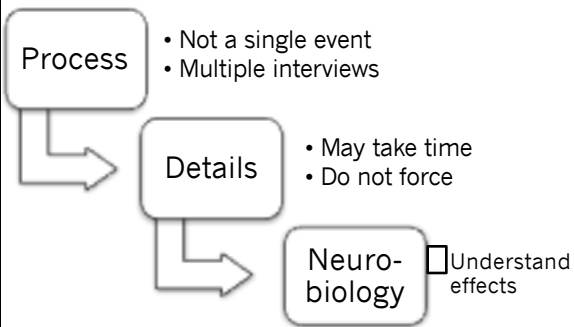 Process
• Not a single event
• Multiple interviews
Details
• May take time
• Do not force
Neuro-
biology
Understand
effects